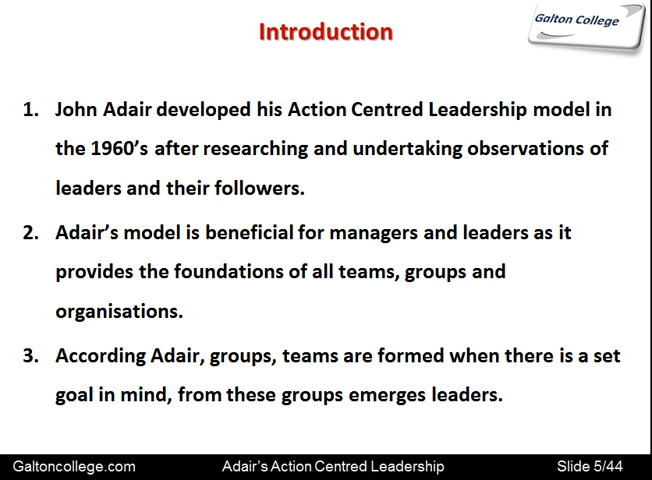 Introduction
Galton College
1. John Adair developed his Action Centred Leadership model in
the 1960’s after researching and undertaking observations of
leaders and their followers.
2. Adair’s model is beneficial for managers and leaders as it
provides the foundations of all teams, groups and
organisations.
3. According Adair, groups, teams are formed when there is a set
goal in mind, from these groups emerges leaders.
Galtoncollege.com Adair’s Action Centred Leadership Slide 5/44